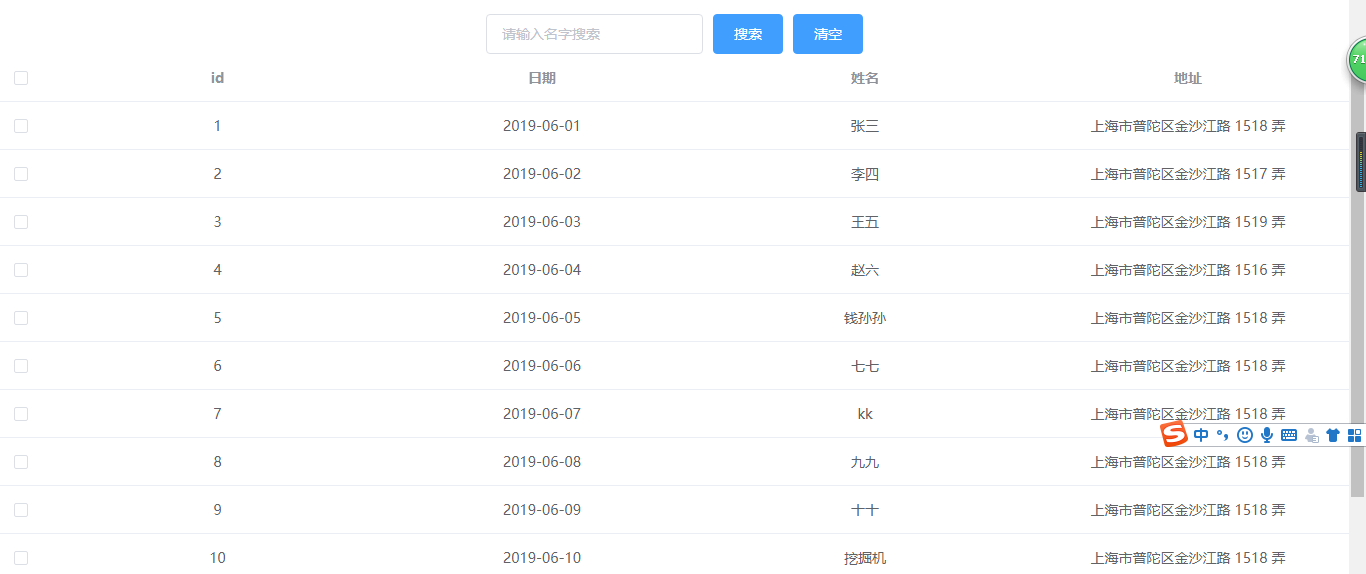 请输入名字搜索 搜索 清空
id 日期 姓名 地址
1 2019-06-01 张三 上海市普陀区金沙江路 1518 弄
2 2019-06-02 李四 上海市普陀区金沙江路 1517 弄
3 2019-06-03 王五 上海市普陀区金沙江路 1519 弄
4 2019-06-04 赵六 上海市普陀区金沙江路 1516 弄
5 2019-06-05 钱孙孙 上海市普陀区金沙江路 1518 弄
6 2019-06-06 七七 上海市普陀区金沙江路 1518 弄
7 2019-06-07 kk 上海市普陀区金沙江路 1518 弄
中
8 2019-06-08 九九 上海市普陀区金沙江路 1518 弄
9 2019-06-09 十十 上海市普陀区金沙江路 1518 弄
10 2019-06-10 挖掘机 上海市普陀区金沙江路 1518 弄